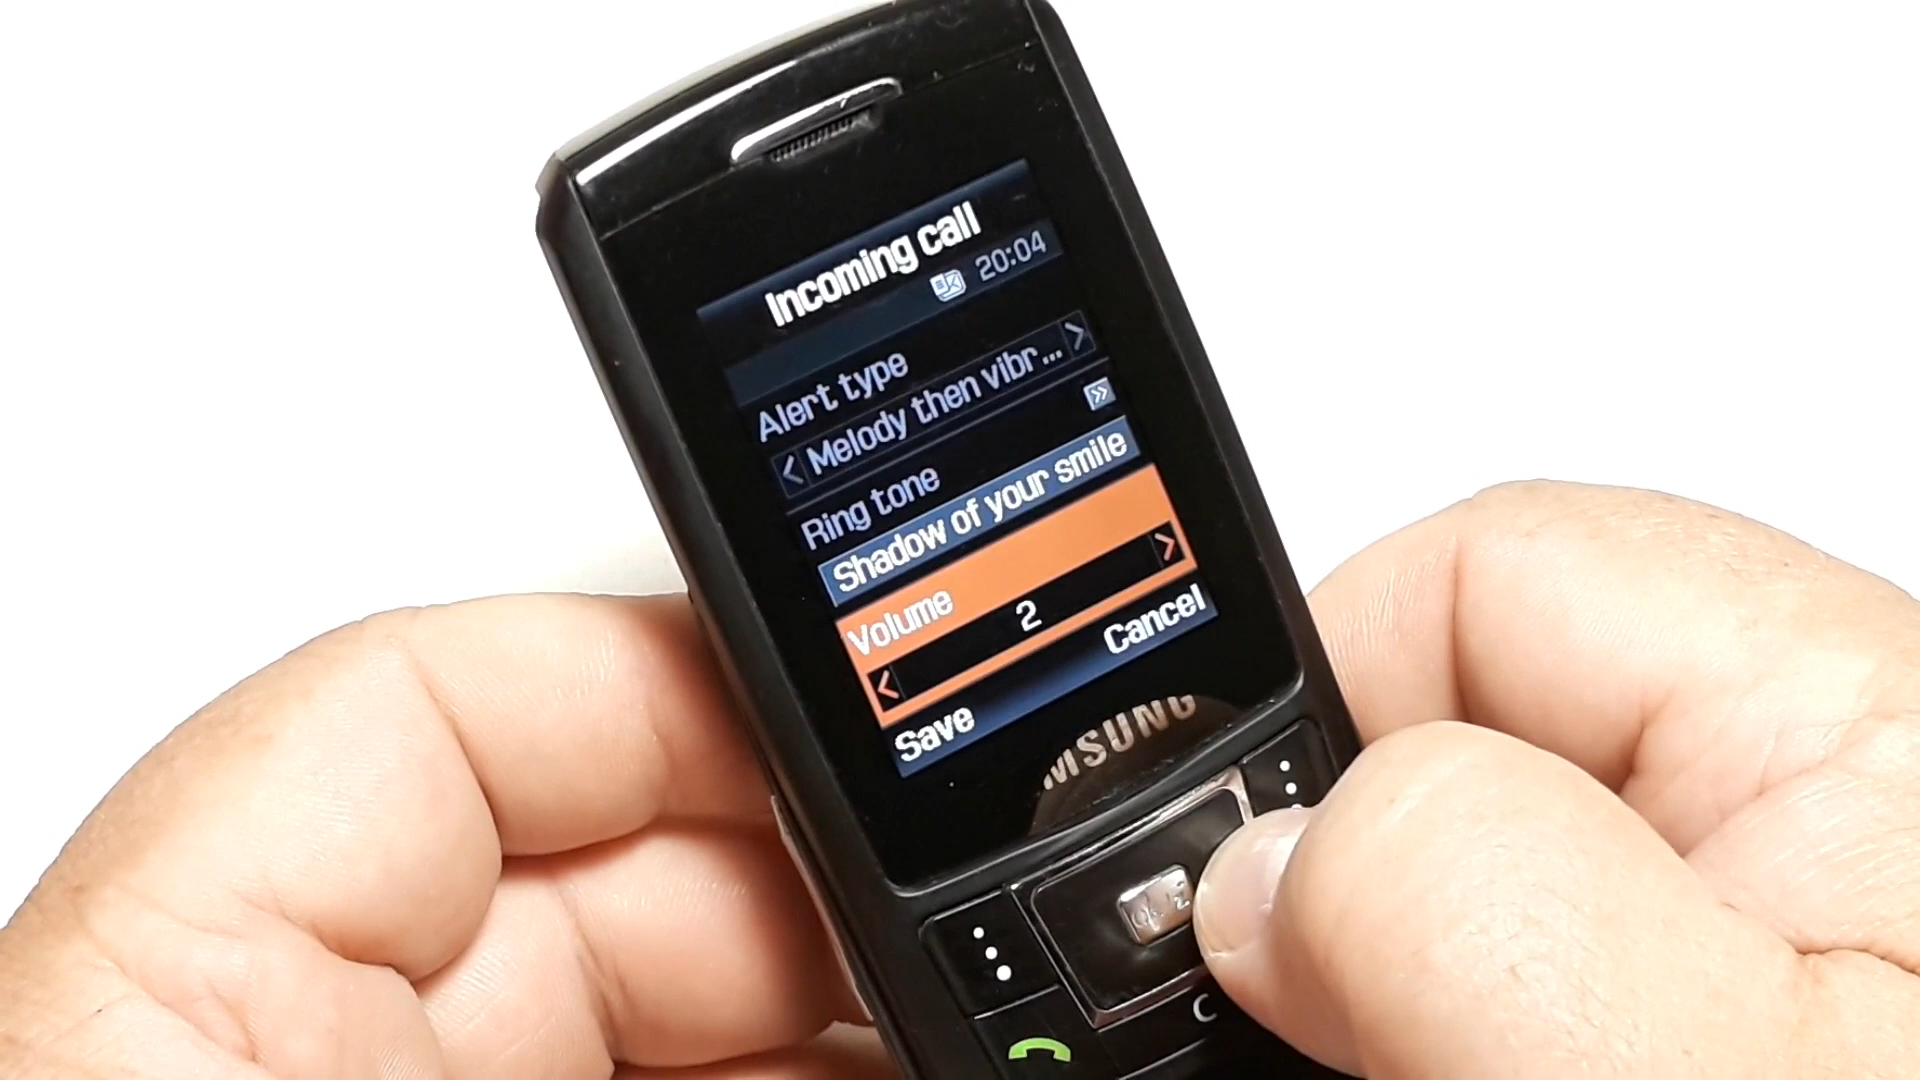 Incoming call
20:04
Alert type
< Melody then vibr... >
Ring tone
Shadow of your smile
Volume
< 2 >
Save
Cancel
MSUNG
C